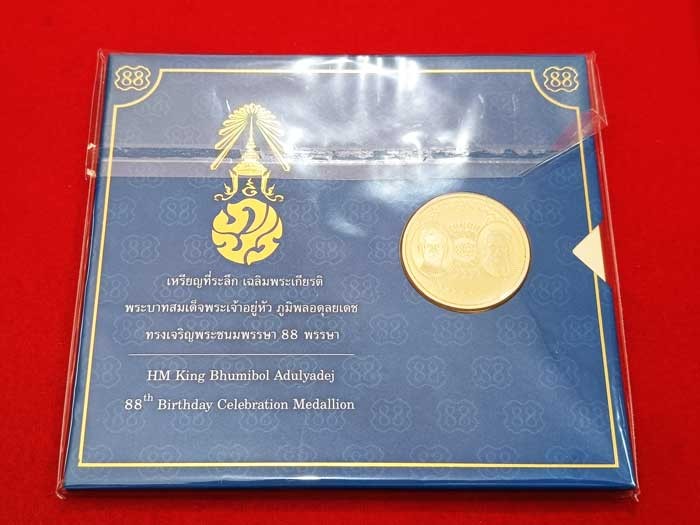 88 88
เหรียญที่ระลึก เฉลิมพระเกียรติ
พระบาทสมเด็จพระเจ้าอยู่หัว ภูมิพลอดุลยเดช
ทรงเจริญพระชนมพรรษา 88 พรรษา
HM King Bhumibol Adulyadej
88th Birthday Celebration Medallion